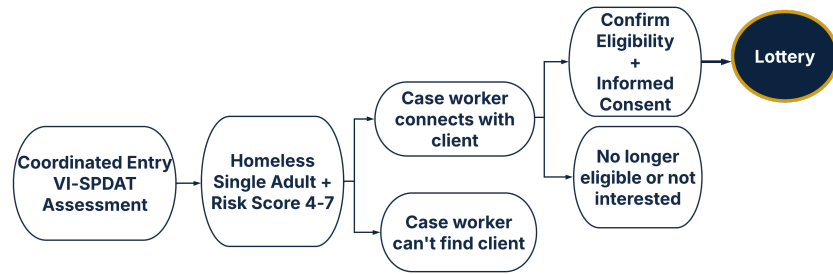 Coordinated Entry
VI-SPDAT
Assessment
Homeless
Single Adult +
Risk Score 4-7
Case worker
connects with
client
Case worker
can't find client
Confirm
Eligibility
+
Informed
Consent
No longer
eligible or not
interested
Lottery